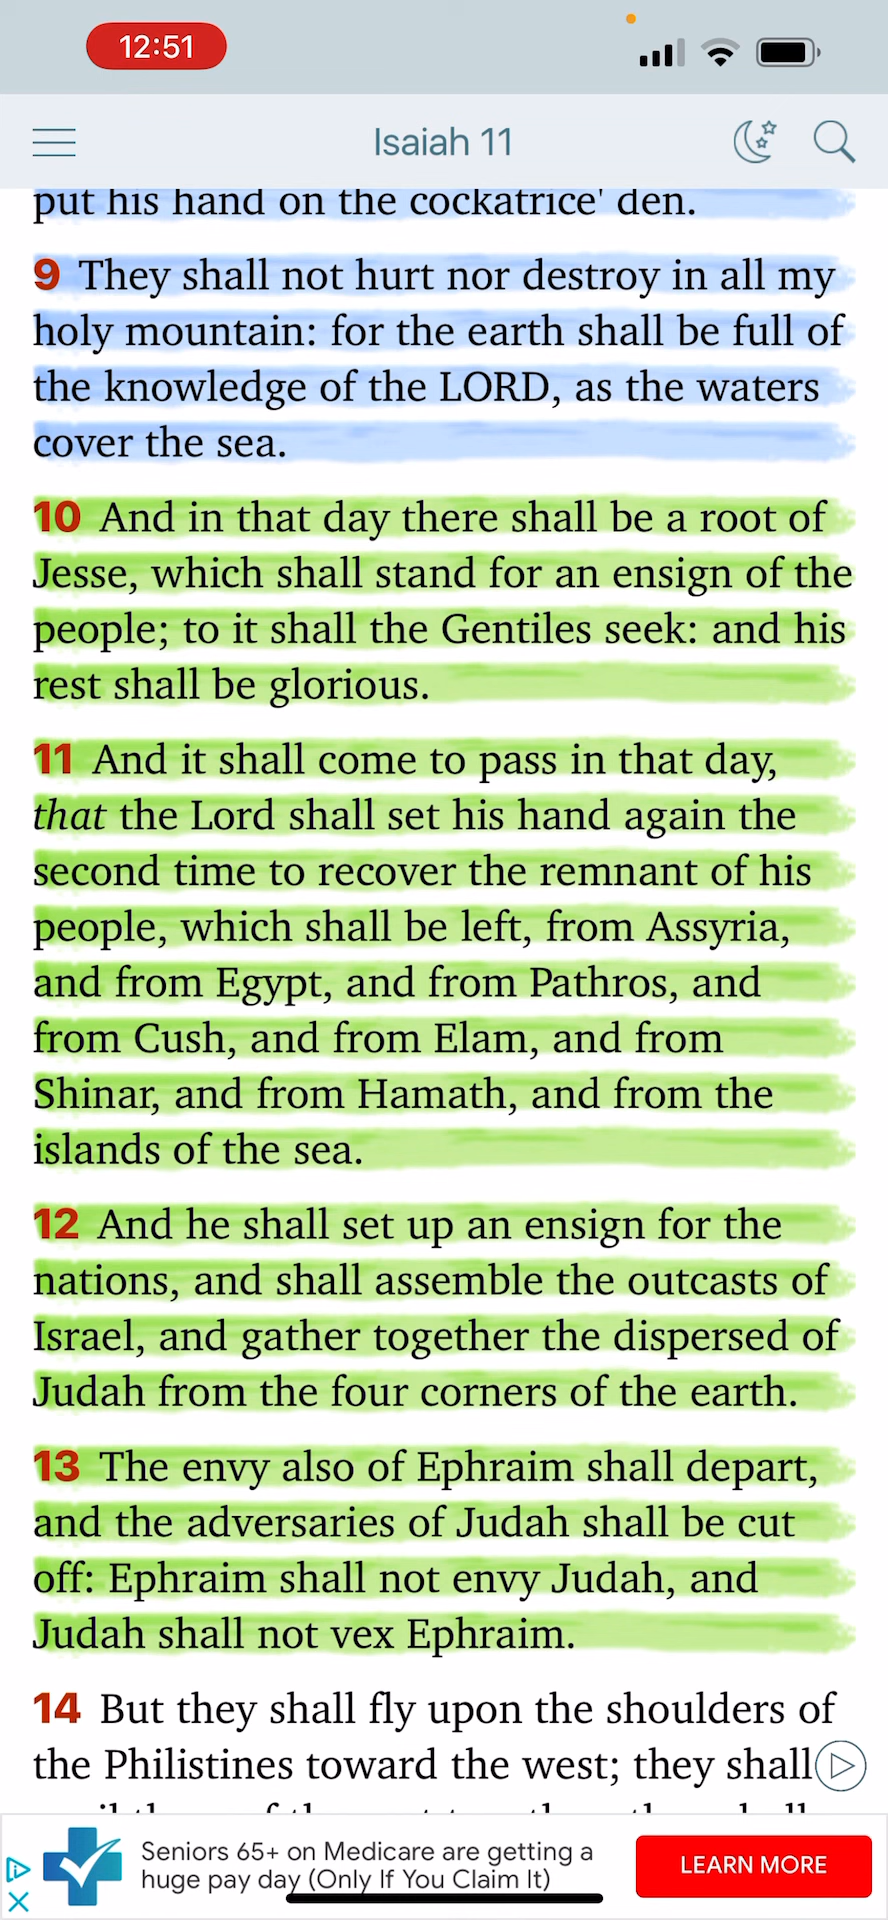 12:51
Isaiah 11
put his hand on the cockatrice' den.
9 They shall not hurt nor destroy in all my
holy mountain: for the earth shall be full of
the knowledge of the LORD, as the waters
cover the sea.
10 And in that day there shall be a root of
Jesse, which shall stand for an ensign of the
people; to it shall the Gentiles seek: and his
rest shall be glorious.
11 And it shall come to pass in that day,
that the Lord shall set his hand again the
second time to recover the remnant of his
people, which shall be left, from Assyria,
and from Egypt, and from Pathros, and
from Cush, and from Elam, and from
Shinar, and from Hamath, and from the
islands of the sea.
12 And he shall set up an ensign for the
nations, and shall assemble the outcasts of
Israel, and gather together the dispersed of
Judah from the four corners of the earth.
13 The envy also of Ephraim shall depart,
and the adversaries of Judah shall be cut
off: Ephraim shall not envy Judah, and
Judah shall not vex Ephraim.
14 But they shall fly upon the shoulders of
the Philistines toward the west; they shall
Seniors 65+ on Medicare are getting a
huge pay day (Only If You Claim It)
LEARN MORE